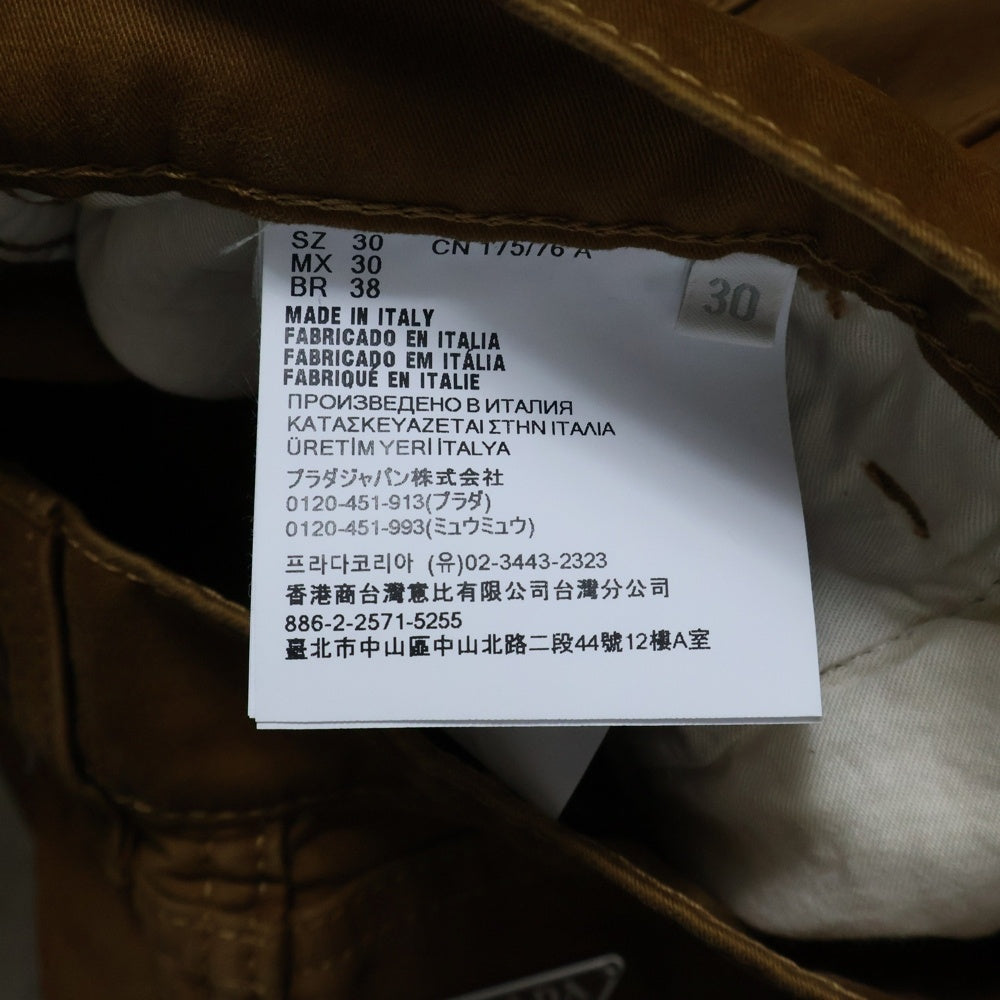 SZ 30 CN 175/76 A
MX 30
BR 38
30
MADE IN ITALY
FABRICADO EN ITALIA
FABRICADO EM ITÁLIA
FABRIQUÉ EN ITALIE
ПРОИЗВЕДЕНО В ИТАЛИЯ
ΚΑΤΑΣΚΕΥΑΖΕΤΑΙ ΣΤΗΝ ΙΤΑΛΙΑ
ÜRETİM YERİ İTALYA
プラダジャパン株式会社
0120-451-913(プラダ)
0120-451-993(ミュウミュウ)
프라다코리아 (유)02-3443-2323
香港商台灣意比有限公司台灣分公司
886-2-2571-5255
臺北市中山區中山北路二段44號12樓A室